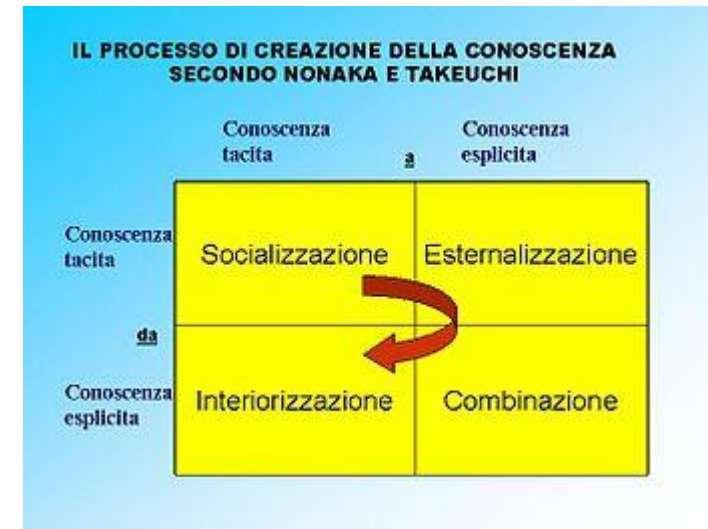 IL PROCESSO DI CREAZIONE DELLA CONOSCENZA
SECONDO NONAKA E TAKEUCHI
Conoscenza
tacita
a
Conoscenza
esplicita
Conoscenza
tacita
Socializzazione
Esternalizzazione
da
Conoscenza
esplicita
Interiorizzazione
Combinazione